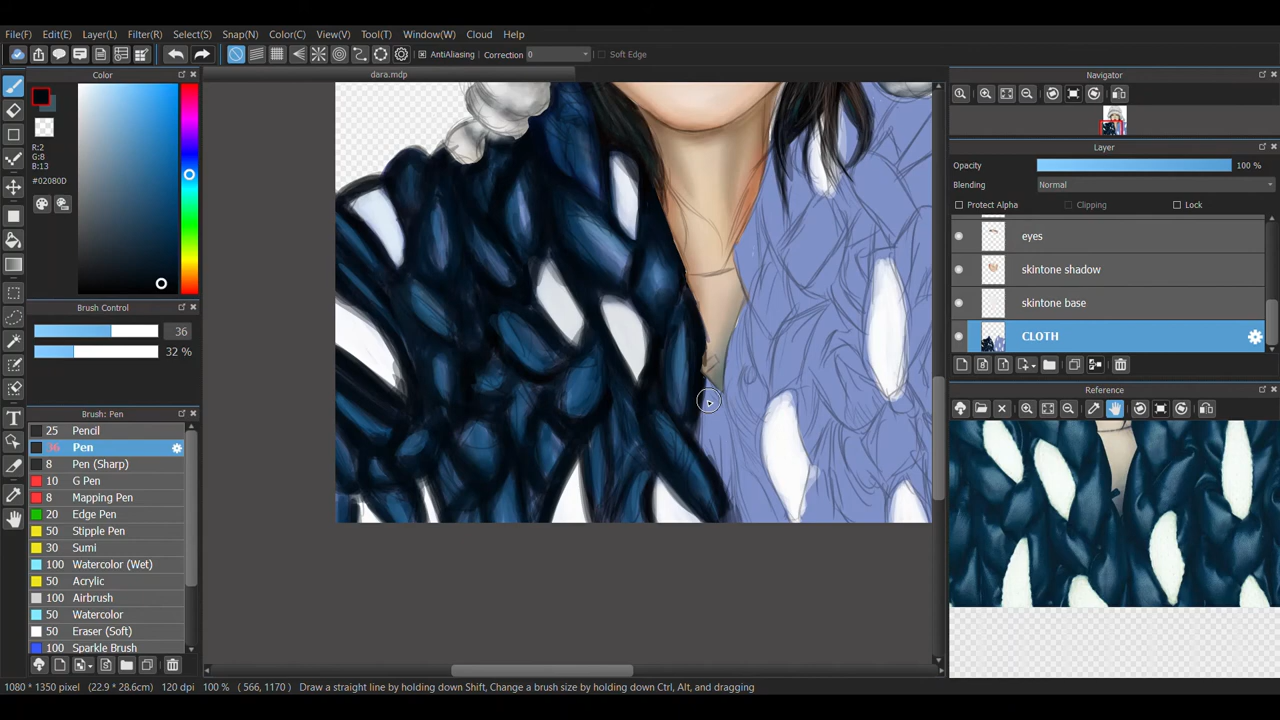 File(F) Edit(E) Layer(L) Filter(R) Select(S) Snap(N) Color(C) View(V) Tool(T) Window(W) Cloud Help
AntiAliasing Correction 0 Soft Edge
Color
dara.mdp
Navigator
R:2
G:8
B:13
#02080D
Layer
Opacity 100 %
Blending Normal
Protect Alpha Clipping Lock
eyes
skintone shadow
skintone base
CLOTH
Brush Control
36
32 %
Reference
Brush: Pen
25 Pencil
36 Pen
8 Pen (Sharp)
10 G Pen
8 Mapping Pen
20 Edge Pen
50 Stipple Pen
30 Sumi
100 Watercolor (Wet)
50 Acrylic
100 Airbrush
50 Watercolor
50 Eraser (Soft)
100 Sparkle Brush
1080 * 1350 pixel (22.9 * 28.6cm) 120 dpi 100 % ( 566, 1170 ) Draw a straight line by holding down Shift, Change a brush size by holding down Ctrl, Alt, and dragging